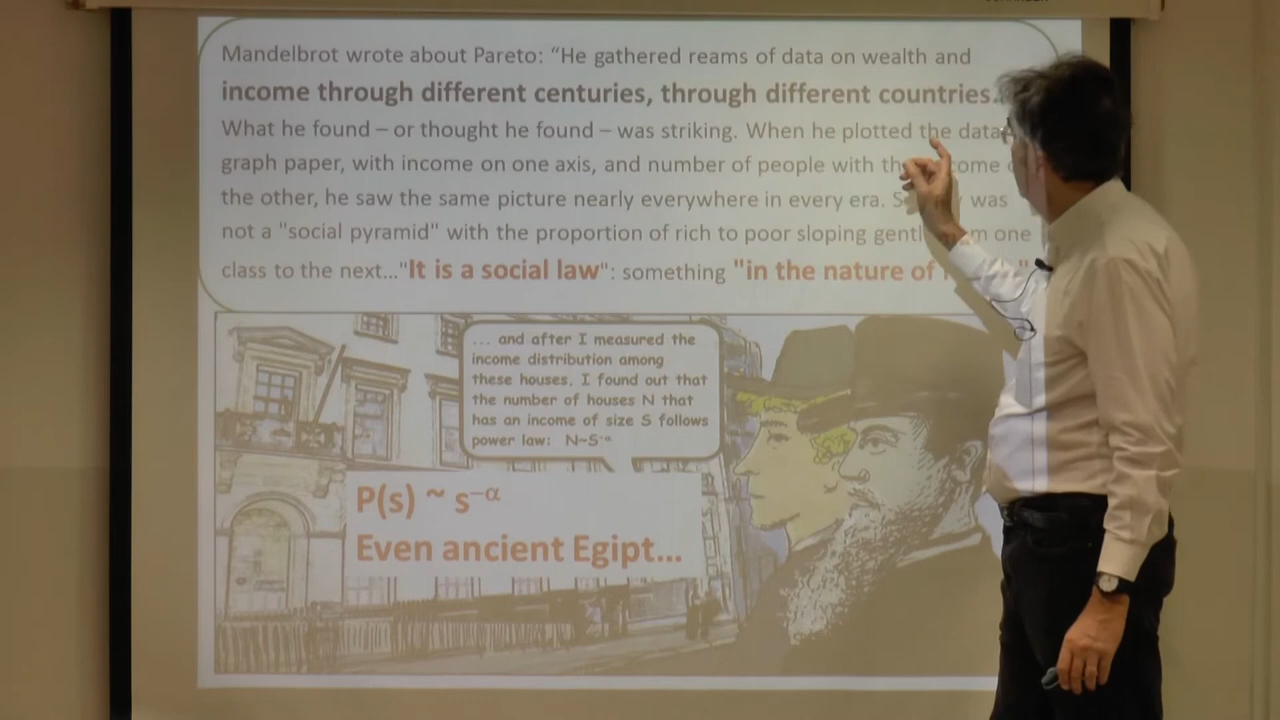 Mandelbrot wrote about Pareto: “He gathered reams of data on wealth and
income through different centuries, through different countries.
What he found – or thought he found – was striking. When he plotted the data
graph paper, with income on one axis, and number of people with
the other, he saw the same picture nearly everywhere in every era. was
not a "social pyramid" with the proportion of rich to poor sloping one
class to the next..."It is a social law": something "in the nature of
... and after I measured the
income distribution among
these houses, I found out that
the number of houses N that
has an income of size S follows
power law: N~S⁻ᵅ
P(s) ~ s⁻ᵅ
Even ancient Egipt...